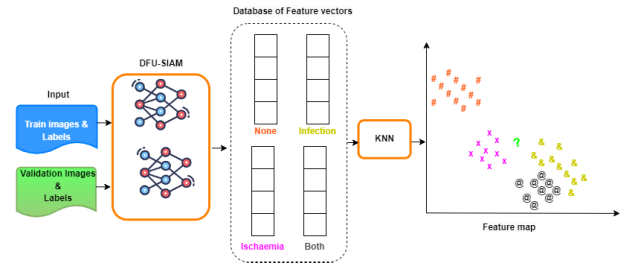 Database of Feature vectors
DFU-SIAM
Input
Train images &
Labels
Validation Images
&
Labels
None
Infection
Ischaemia
Both
KNN
# # # # # # # # # # # # #
x x x x x x x x x x
?
& & & & & & & & & & & &
@ @ @ @ @ @ @ @ @ @
Feature map